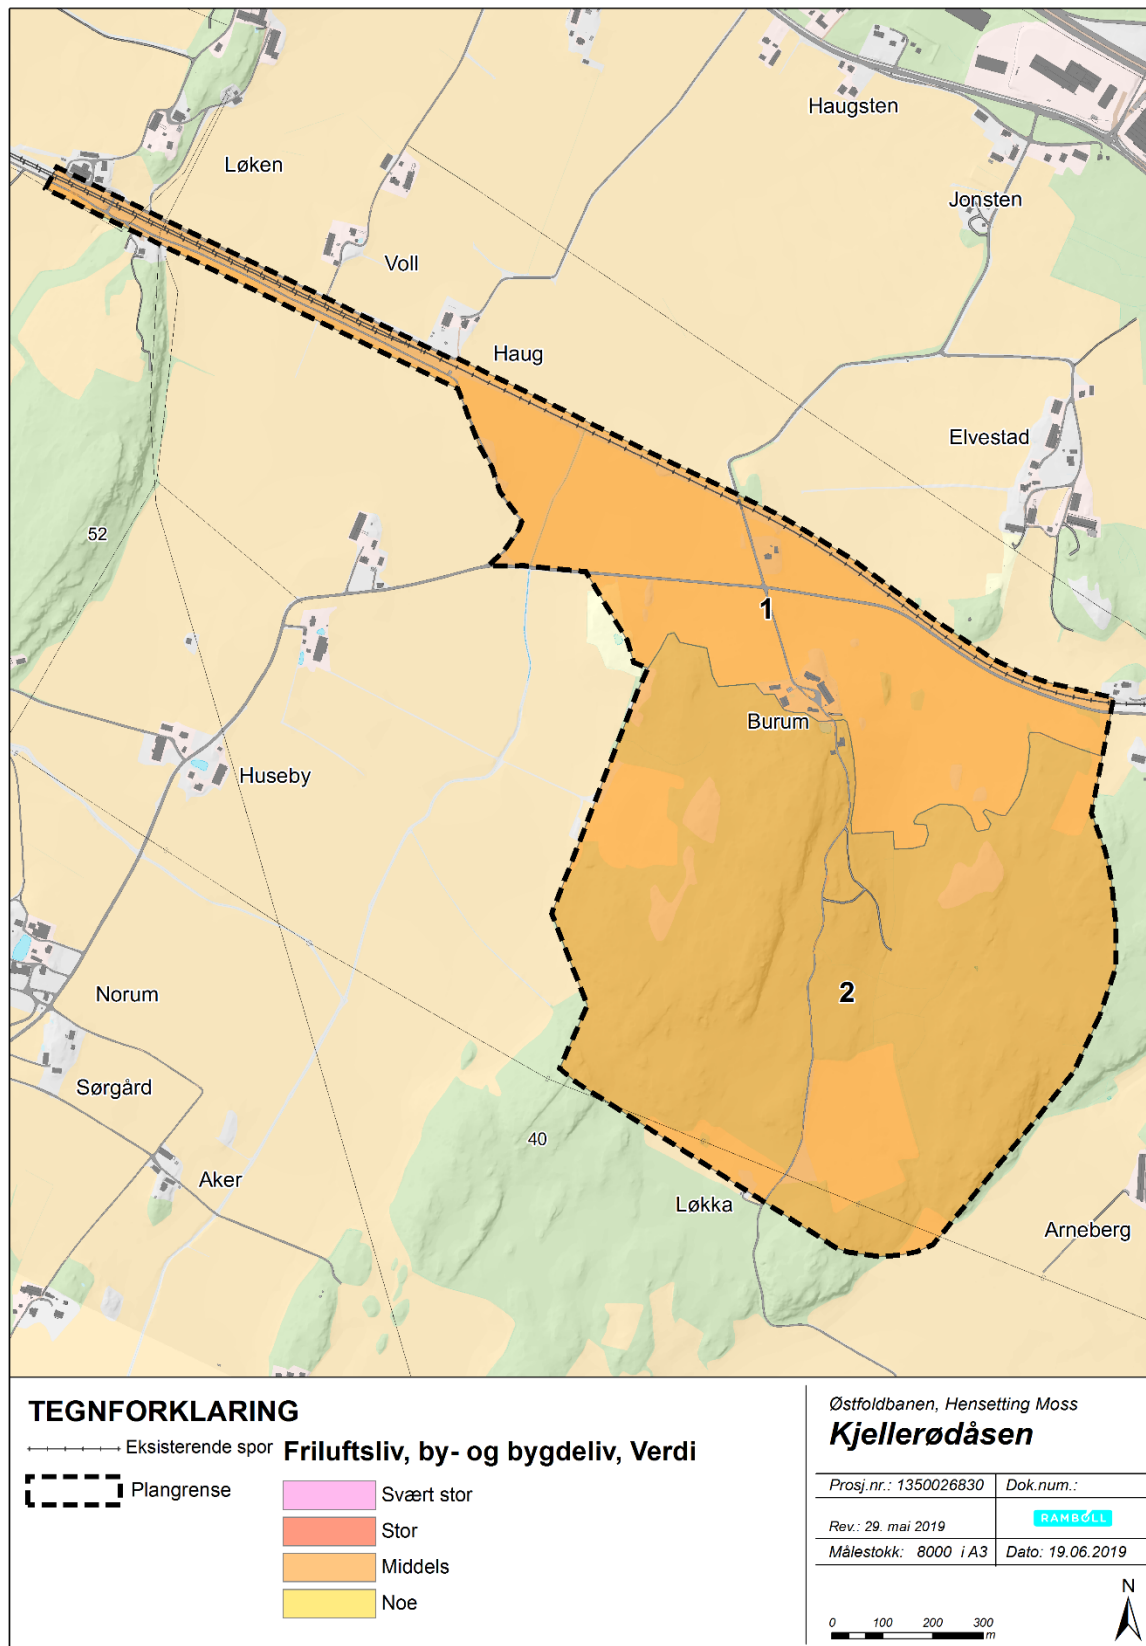 Haugsten
Løken
Jonsten
Voll
Haug
Elvestad
52
1
Burum
Huseby
2
Norum
Sørgård
40
Aker
Løkka
Arneberg
TEGNFORKLARING
Eksisterende spor
Plangrense
Friluftsliv, by- og bygdeliv, Verdi
Svært stor
Stor
Middels
Noe
Østfoldbanen, Hensetting Moss
Kjellerødåsen
Prosj.nr.: 1350026830
Dok.num.:
Rev.: 29. mai 2019
RAMBOLL
Målestokk: 8000 i A3
Dato: 19.06.2019
N
0 100 200 300
m